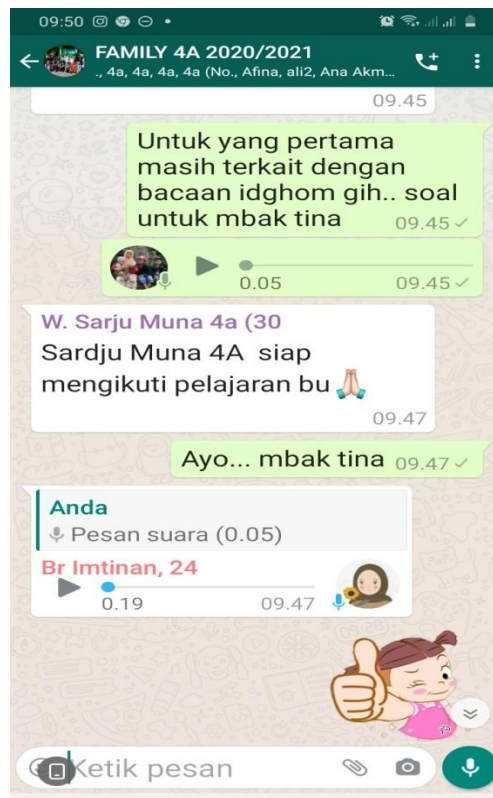 09:50
FAMILY 4A 2020/2021
., 4a, 4a, 4a, 4a (No., Afina, ali2, Ana Akm...
09.45
Untuk yang pertama
masih terkait dengan
bacaan idghom gih.. soal
untuk mbak tina 09.45
0.05 09.45
W. Sarju Muna 4a (30
Sardju Muna 4A siap
mengikuti pelajaran bu
09.47
Ayo... mbak tina 09.47
Anda
Pesan suara (0.05)
Br Imtinan, 24
0.19 09.47
Ketik pesan